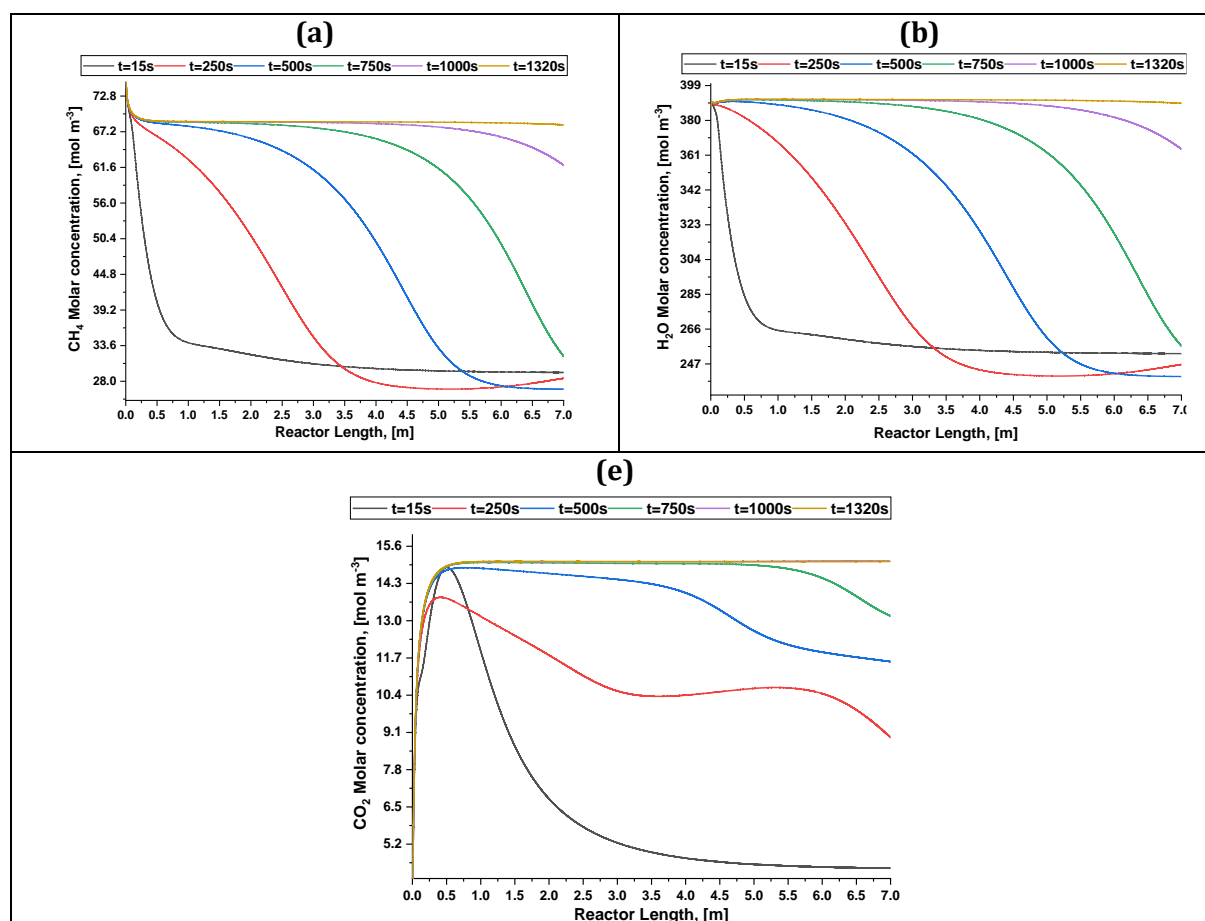 (a)
t=15s t=250s t=500s t=750s t=1000s t=1320s
CH4 Molar concentration, [mol m-3]
72.8
67.2
61.6
56.0
50.4
44.8
39.2
33.6
28.0
0.0 0.5 1.0 1.5 2.0 2.5 3.0 3.5 4.0 4.5 5.0 5.5 6.0 6.5 7.0
Reactor Length, [m]
(b)
t=15s t=250s t=500s t=750s t=1000s t=1320s
H2O Molar concentration, [mol m-3]
399
380
361
342
323
304
285
266
247
0.0 0.5 1.0 1.5 2.0 2.5 3.0 3.5 4.0 4.5 5.0 5.5 6.0 6.5 7.0
Reactor Length, [m]
(e)
t=15s t=250s t=500s t=750s t=1000s t=1320s
CO2 Molar concentration, [mol m-3]
15.6
14.3
13.0
11.7
10.4
9.1
7.8
6.5
5.2
0.0 0.5 1.0 1.5 2.0 2.5 3.0 3.5 4.0 4.5 5.0 5.5 6.0 6.5 7.0
Reactor Length, [m]